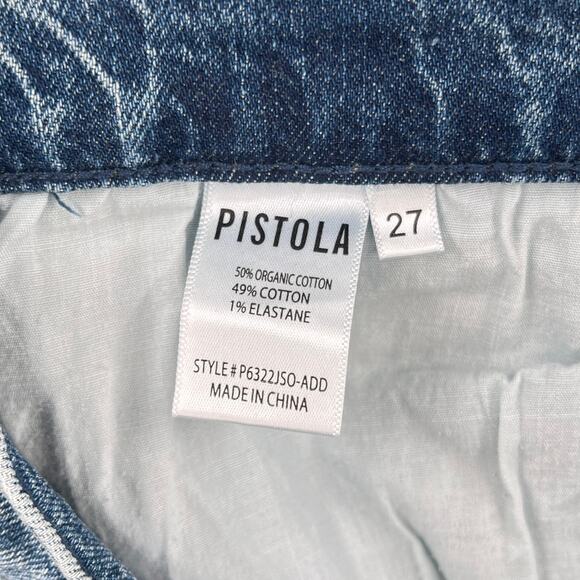 PISTOLA
27
50% ORGANIC COTTON
49% COTTON
1% ELASTANE
STYLE # P6322JSO-ADD
MADE IN CHINA